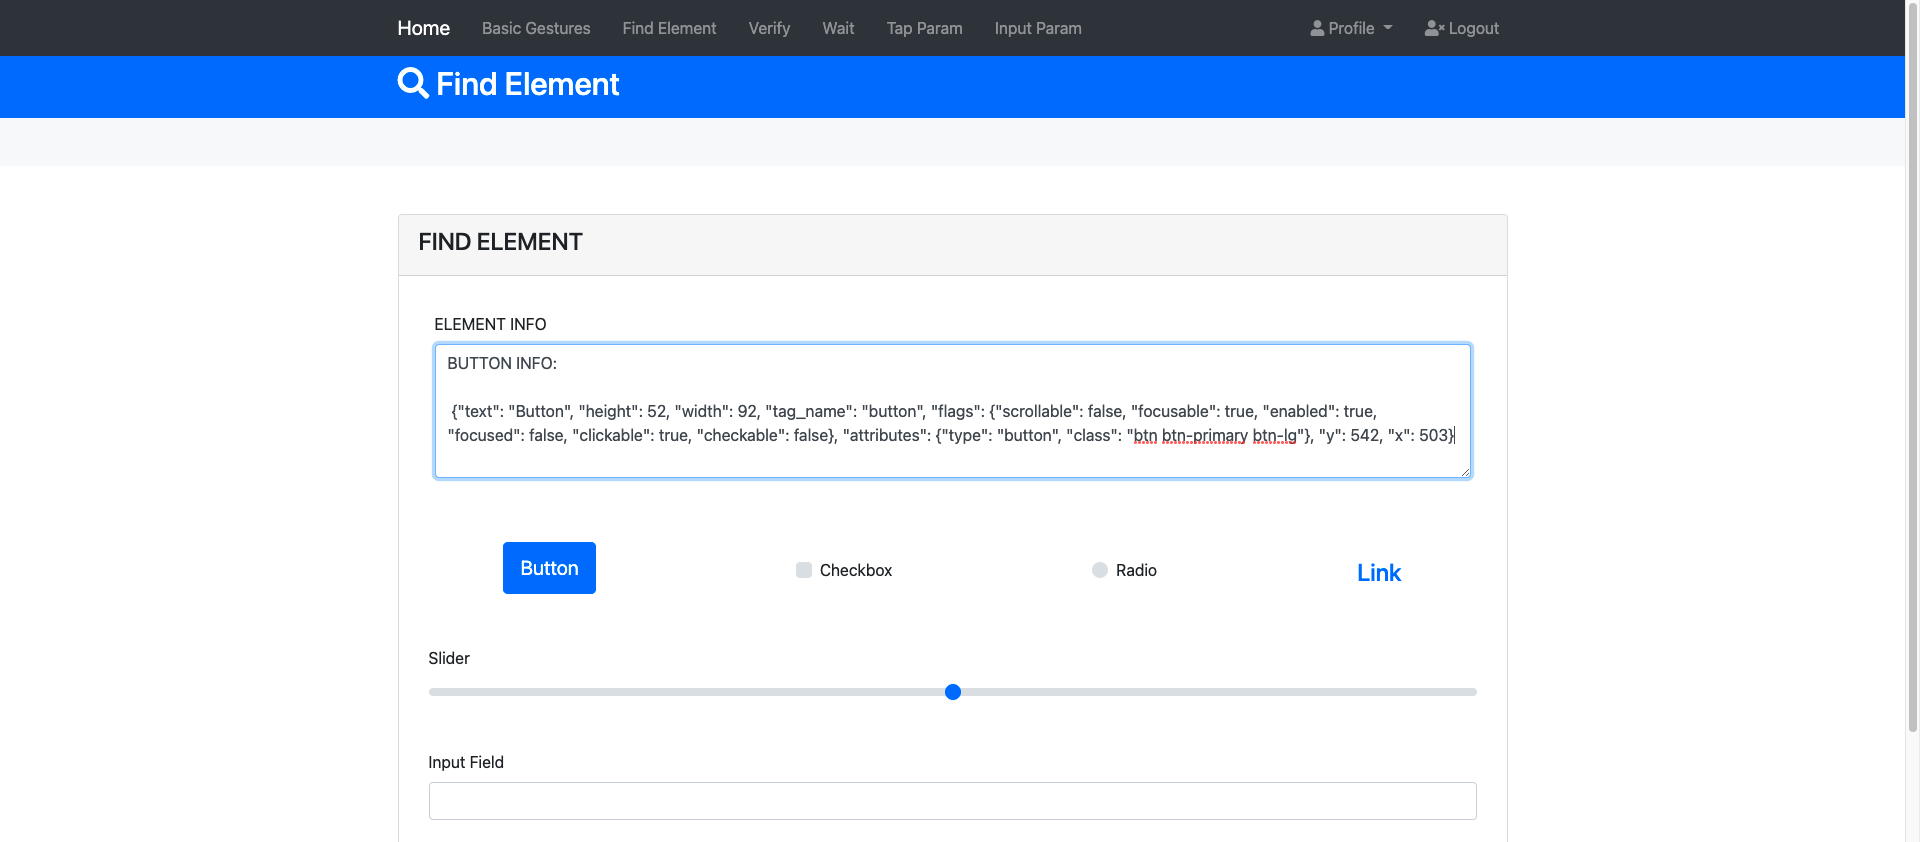 Home Basic Gestures Find Element Verify Wait Tap Param Input Param Profile Logout
Find Element
FIND ELEMENT
ELEMENT INFO
BUTTON INFO:
{"text": "Button", "height": 52, "width": 92, "tag_name": "button", "flags": {"scrollable": false, "focusable": true, "enabled": true,
"focused": false, "clickable": true, "checkable": false}, "attributes": {"type": "button", "class": "btn btn-primary btn-lg"}, "y": 542, "x": 503}
Button Checkbox Radio Link
Slider
Input Field